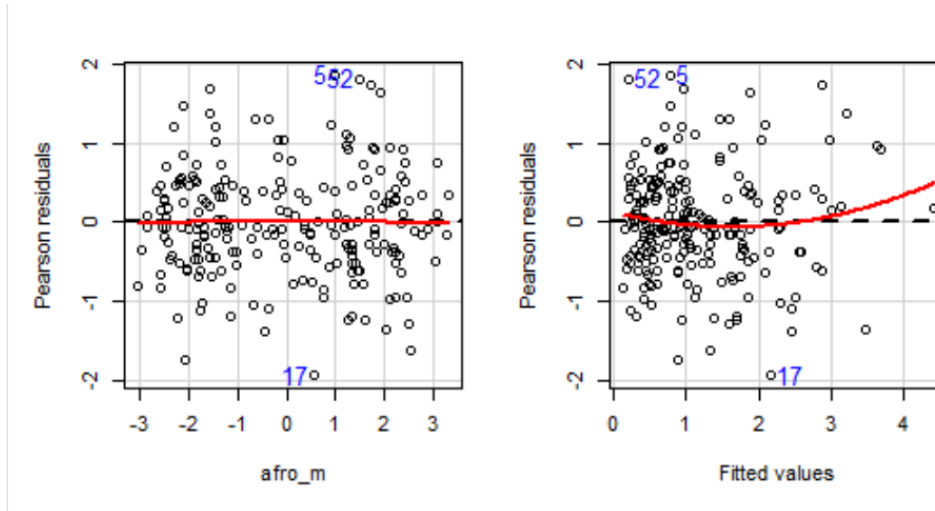 Pearson residuals
2
1
0
-1
-2
5
52
17
-3 -2 -1 0 1 2 3
afro_m
Pearson residuals
2
1
0
-1
-2
52 5
17
0 1 2 3 4
Fitted values